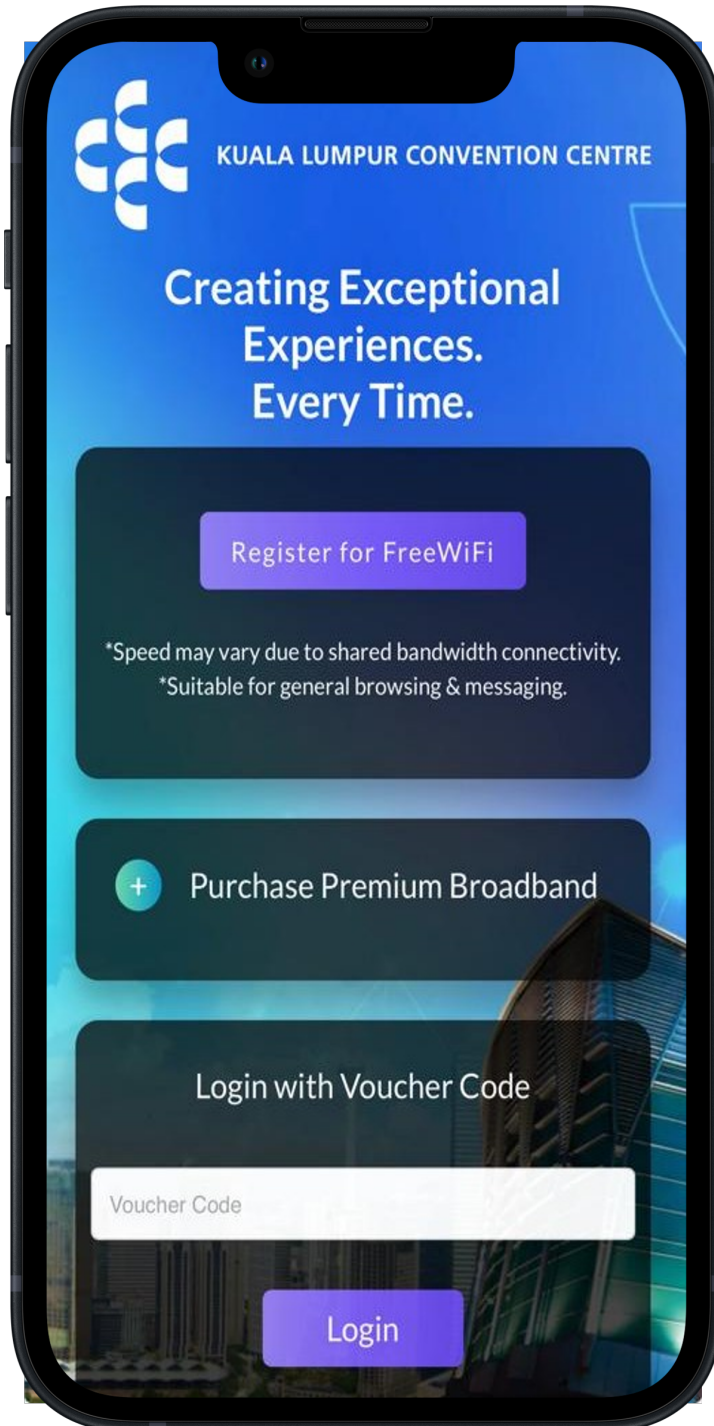 KUALA LUMPUR CONVENTION CENTRE
Creating Exceptional
Experiences.
Every Time.
Register for FreeWiFi
*Speed may vary due to shared bandwidth connectivity.
*Suitable for general browsing & messaging.
+ Purchase Premium Broadband
Login with Voucher Code
Voucher Code
Login